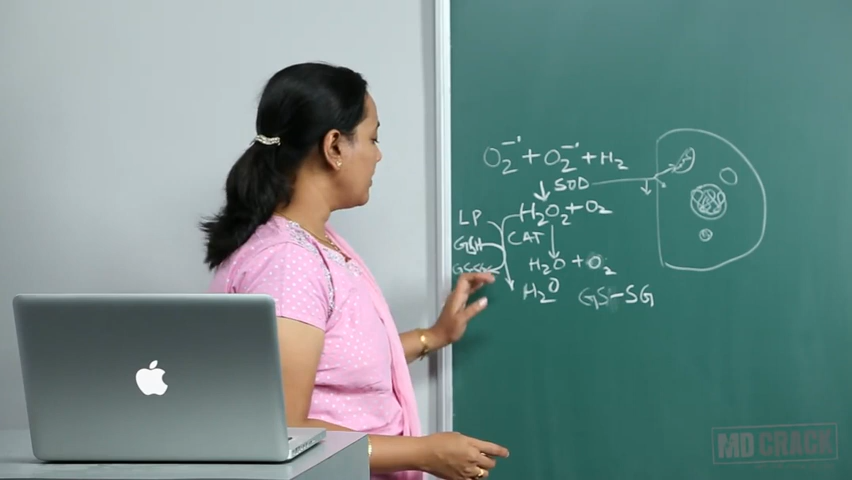 O₂⁻˙ + O₂⁻˙ + H₂
↓ SOD
H₂O₂ + O₂
LP
GSH
CAT
H₂O + O₂
H₂O
GS-SG
MD CRACK